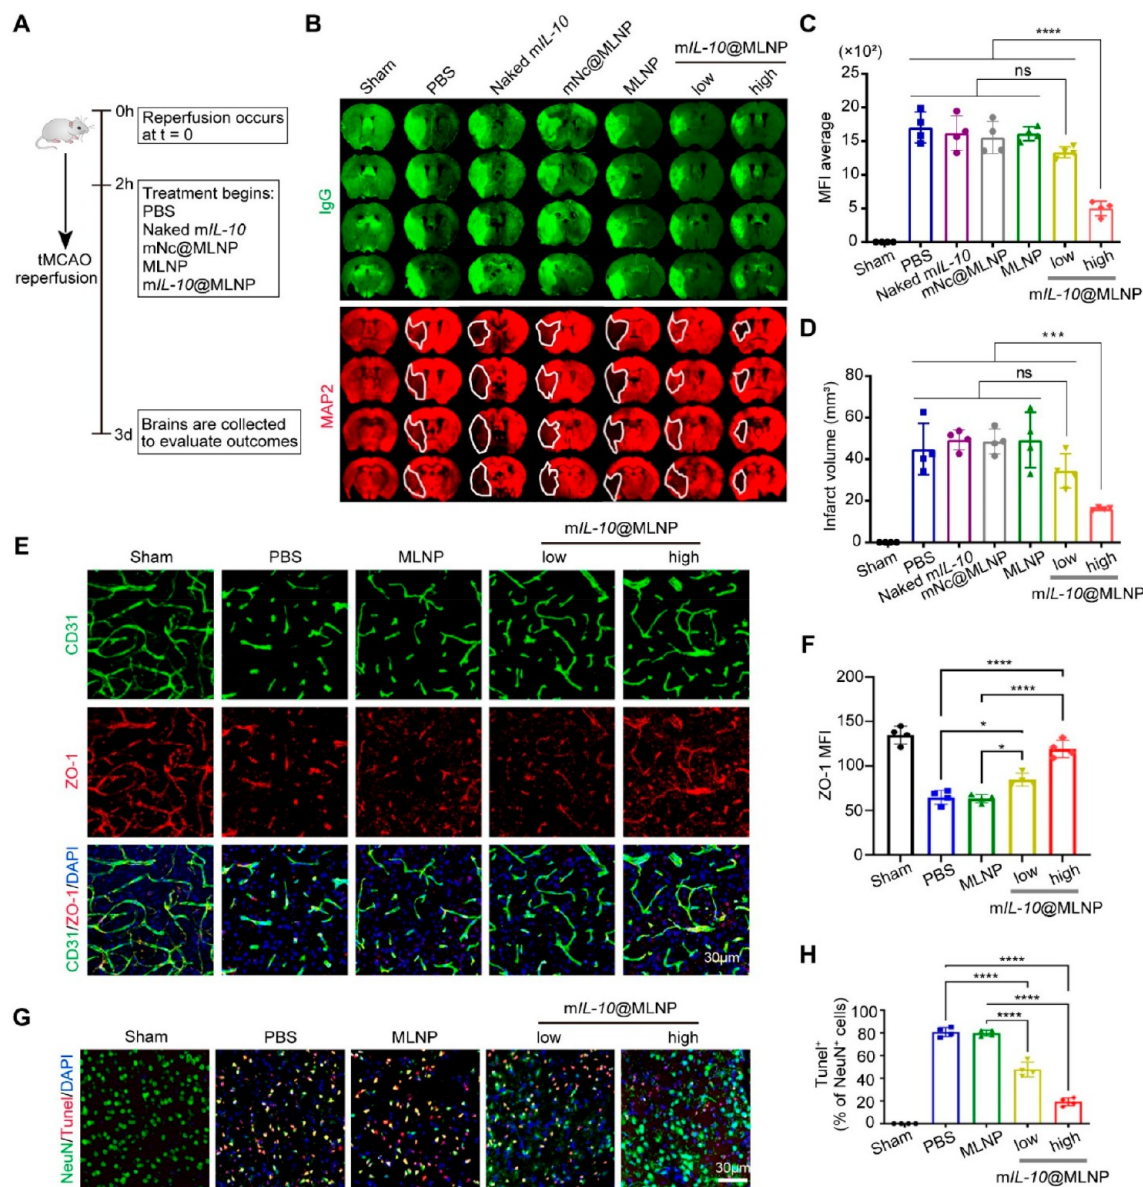 A
0h
Reperfusion occurs
at t = 0
2h
Treatment begins:
PBS
Naked mIL-10
mNc@MLNP
MLNP
mIL-10@MLNP
tMCAO
reperfusion
3d
Brains are collected
to evaluate outcomes
B
Sham
PBS
Naked mIL-10
mNc@MLNP
MLNP
mIL-10@MLNP
low
high
IgG
MAP2
C
(×10²)
****
ns
MFI average
25
20
15
10
5
0
Sham
PBS
Naked mIL-10
mNc@MLNP
MLNP
low
high
mIL-10@MLNP
D
***
ns
Infarct volume (mm³)
80
60
40
20
0
Sham
PBS
Naked mIL-10
mNc@MLNP
MLNP
low
high
mIL-10@MLNP
E
mIL-10@MLNP
Sham
PBS
MLNP
low
high
CD31
ZO-1
CD31/ZO-1/DAPI
30μm
F
****
****
*
*
ZO-1 MFI
200
150
100
50
0
Sham
PBS
MLNP
low
high
mIL-10@MLNP
G
mIL-10@MLNP
Sham
PBS
MLNP
low
high
NeuN/Tunel/DAPI
30μm
H
****
****
****
****
Tunel⁺
(% of NeuN⁺ cells)
100
80
60
40
20
0
Sham
PBS
MLNP
low
high
mIL-10@MLNP